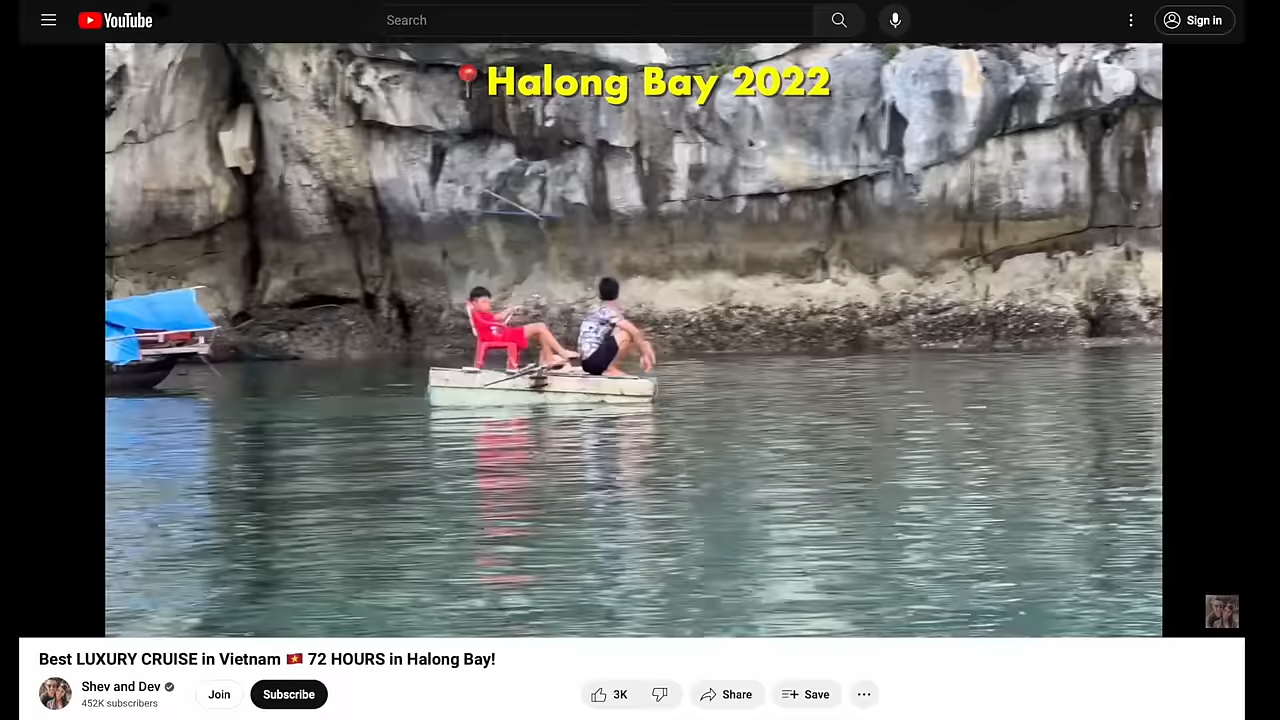 YouTube
Search
Sign in
📍Halong Bay 2022
Best LUXURY CRUISE in Vietnam 🇻🇳 72 HOURS in Halong Bay!
Shev and Dev
452K subscribers
Join
Subscribe
3K
Share
Save